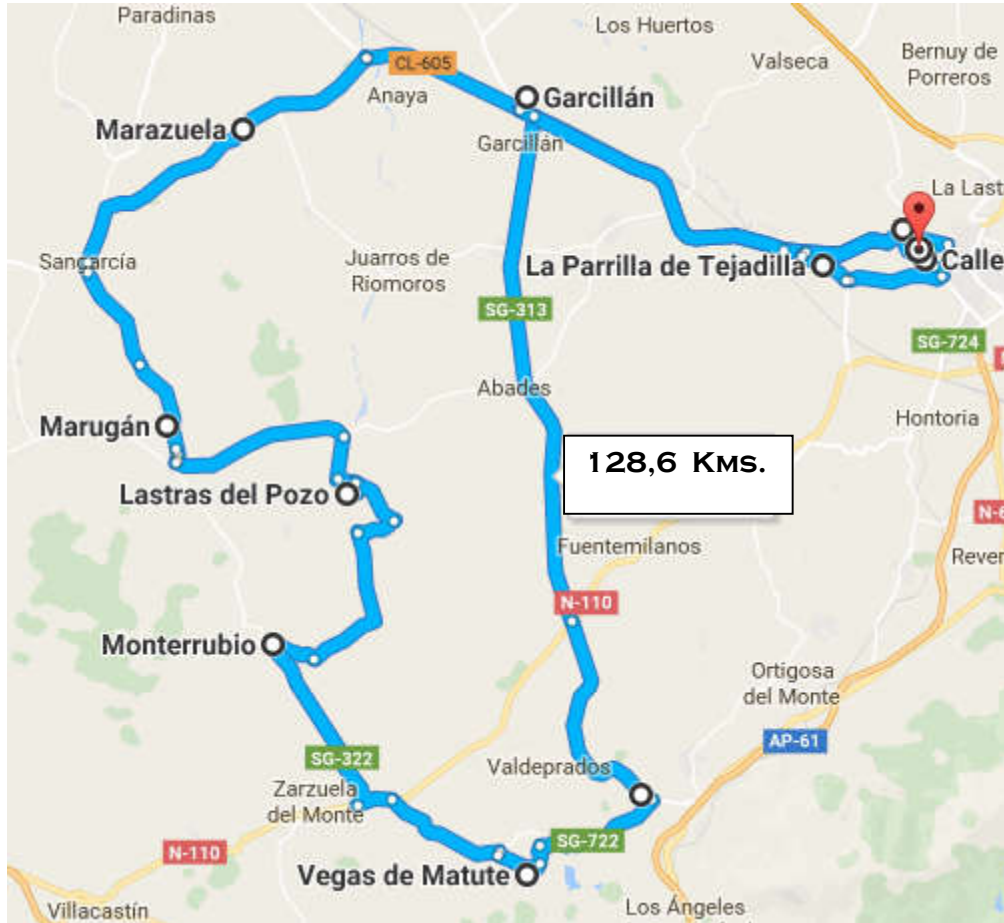 Paradinas
Los Huertos
Valseca
Bernuy de
Porreros
CL-605
Anaya
Garcillán
Marazuela
Garcillán
La Last
Sangarcía
Juarros de
Riomoros
La Parrilla de Tejadilla
Calle
SG-313
SG-724
Abades
Hontoria
Marugán
128,6 Kms.
Lastras del Pozo
N-6
Fuentemilanos
Rever
N-110
Monterrubio
Ortigosa
del Monte
AP-61
SG-322
Valdeprados
Zarzuela
del Monte
SG-722
N-110
Vegas de Matute
Villacastín
Los Ángeles